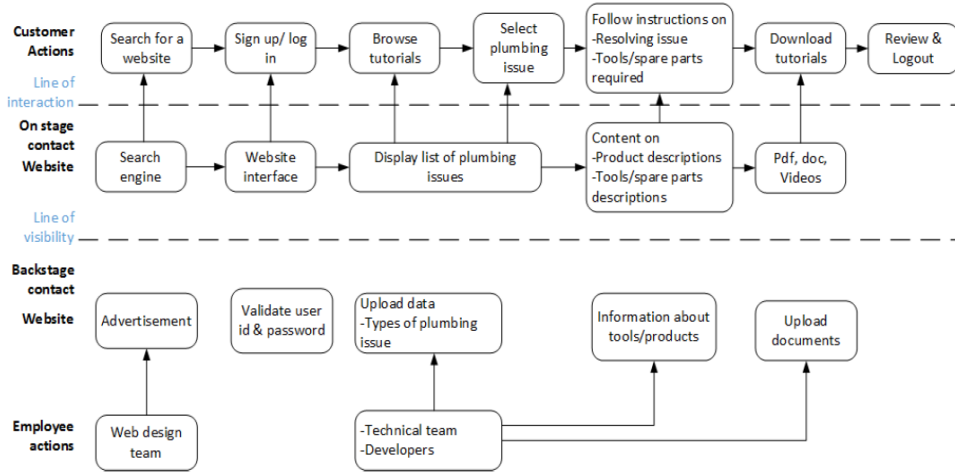 Customer
Actions
Search for a
website
Sign up/ log
in
Browse
tutorials
Select
plumbing
issue
Follow instructions on
-Resolving issue
-Tools/spare parts
required
Download
tutorials
Review &
Logout
Line of
interaction
On stage
contact
Website
Search
engine
Website
interface
Display list of plumbing
issues
Content on
-Product descriptions
-Tools/spare parts
descriptions
Pdf, doc,
Videos
Line of
visibility
Backstage
contact
Website
Advertisement
Validate user
id & password
Upload data
-Types of plumbing
issue
Information about
tools/products
Upload
documents
Employee
actions
Web design
team
-Technical team
-Developers